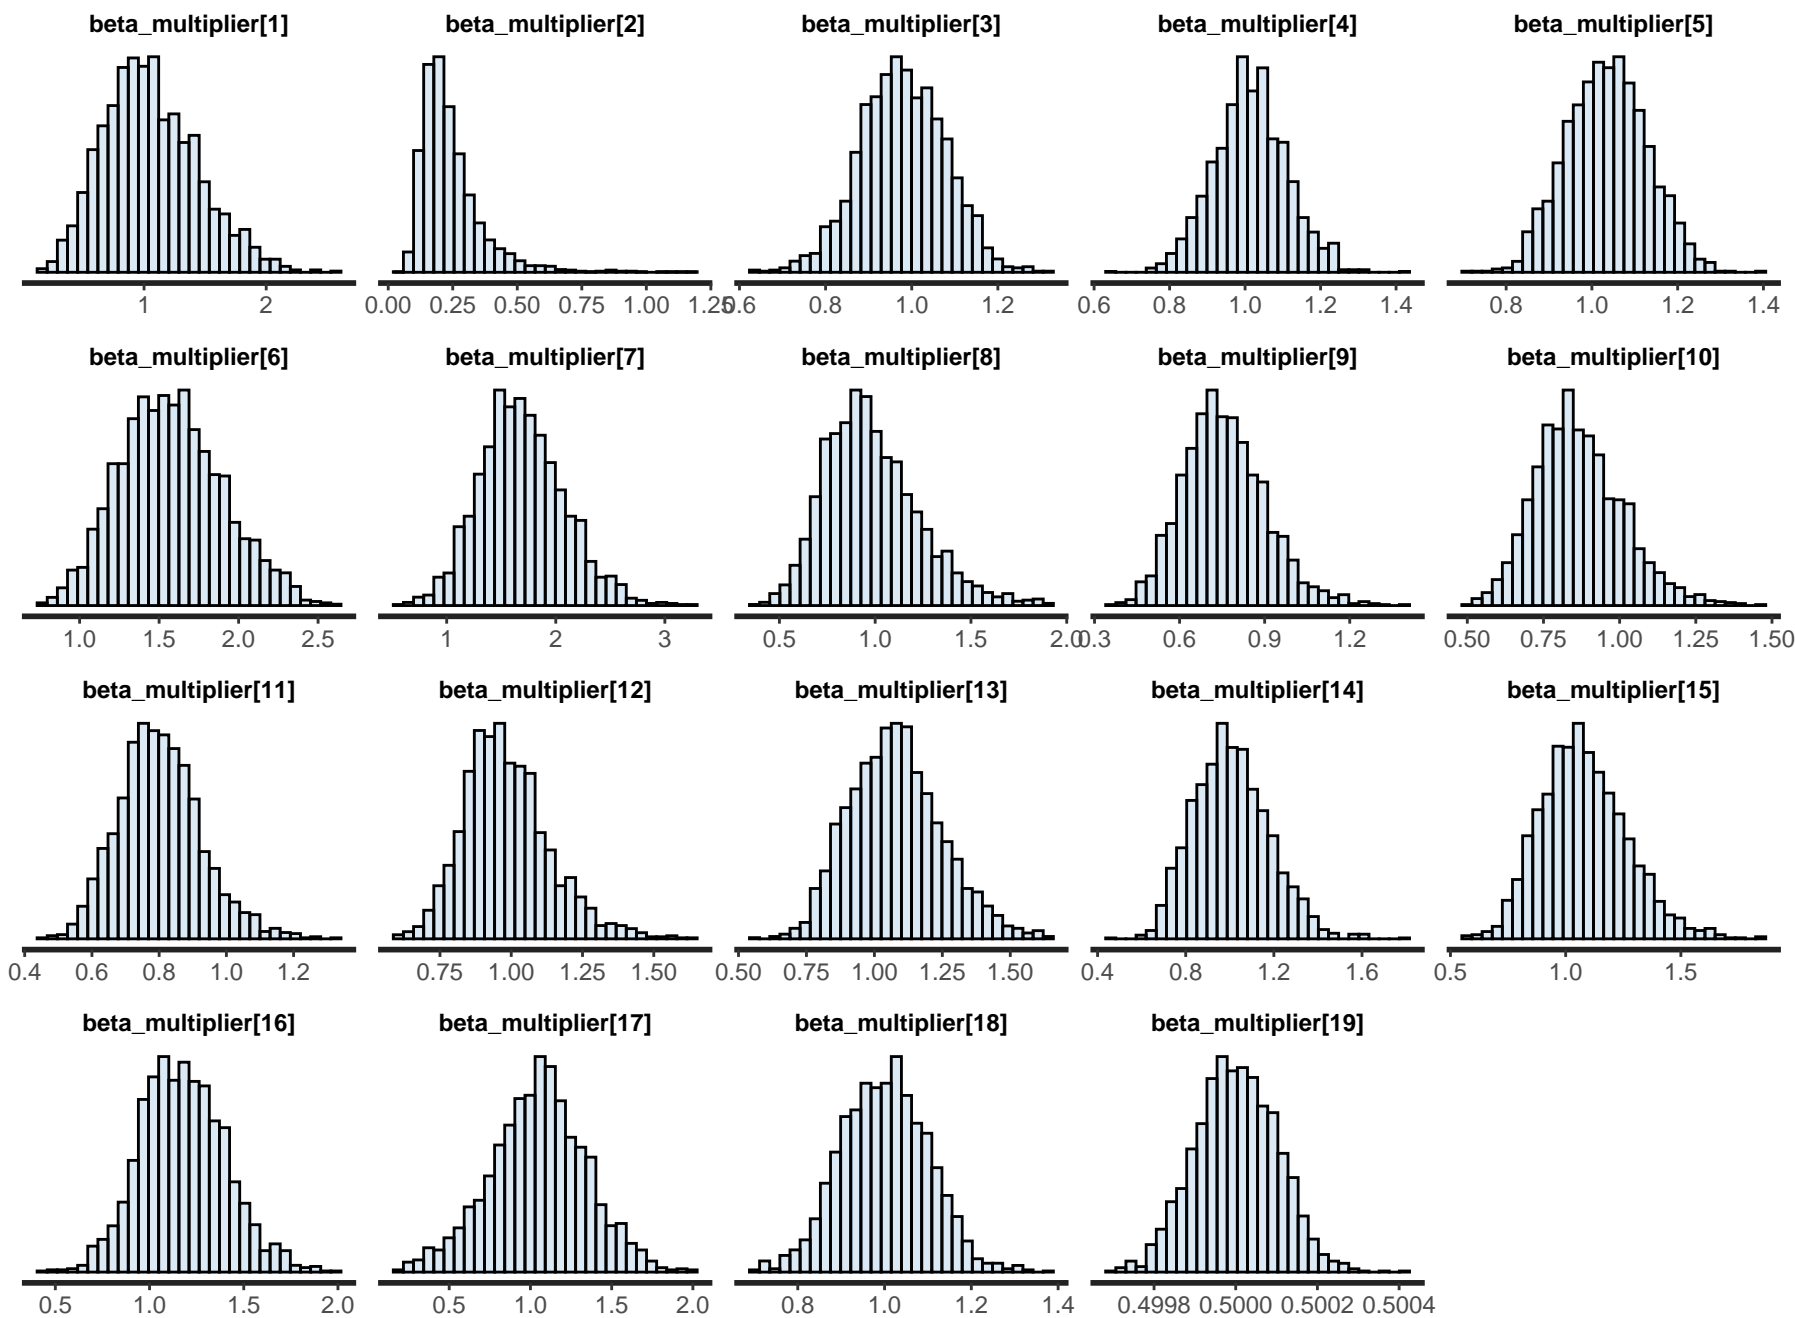 beta_multiplier[1] beta_multiplier[2] beta_multiplier[3] beta_multiplier[4] beta_multiplier[5]
1 2 0.00 0.25 0.50 0.75 1.00 1.25 0.6 0.8 1.0 1.2 0.6 0.8 1.0 1.2 1.4 0.8 1.0 1.2 1.4
beta_multiplier[6] beta_multiplier[7] beta_multiplier[8] beta_multiplier[9] beta_multiplier[10]
1.0 1.5 2.0 2.5 1 2 3 0.5 1.0 1.5 2.0 0.3 0.6 0.9 1.2 0.50 0.75 1.00 1.25 1.50
beta_multiplier[11] beta_multiplier[12] beta_multiplier[13] beta_multiplier[14] beta_multiplier[15]
0.4 0.6 0.8 1.0 1.2 0.75 1.00 1.25 1.50 0.50 0.75 1.00 1.25 1.50 0.4 0.8 1.2 1.6 0.5 1.0 1.5
beta_multiplier[16] beta_multiplier[17] beta_multiplier[18] beta_multiplier[19]
0.5 1.0 1.5 2.0 0.5 1.0 1.5 2.0 0.8 1.0 1.2 1.4 0.4998 0.5000 0.5002 0.5004